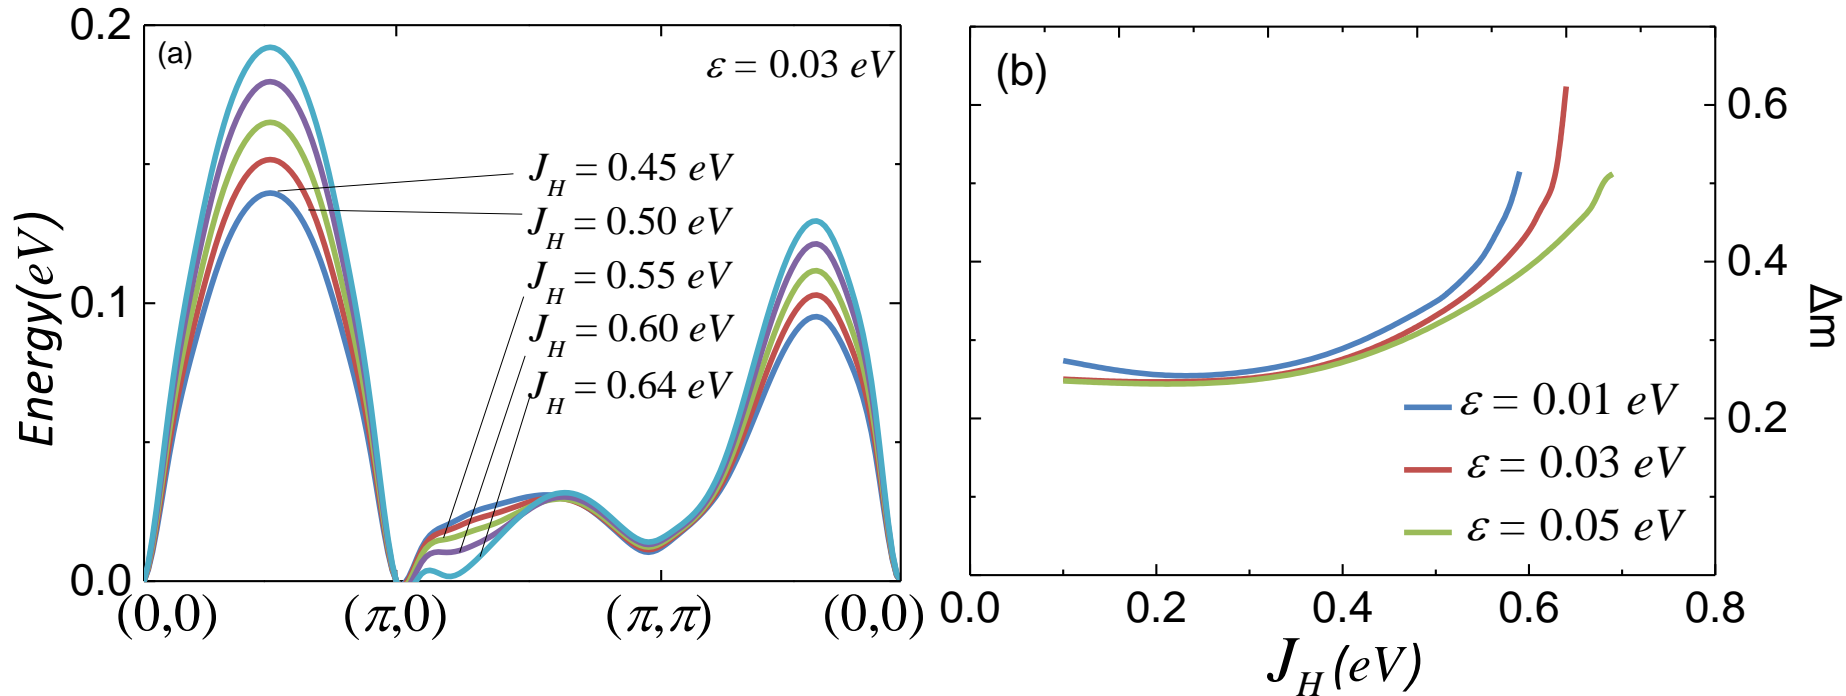 (a)
ε = 0.03 eV
0.2
0.1
0.0
Energy(eV)
J_H = 0.45 eV
J_H = 0.50 eV
J_H = 0.55 eV
J_H = 0.60 eV
J_H = 0.64 eV
(0,0) (π,0) (π,π) (0,0)
(b)
0.6
0.4
0.2
Δm
ε = 0.01 eV
ε = 0.03 eV
ε = 0.05 eV
0.0 0.2 0.4 0.6 0.8
J_H (eV)